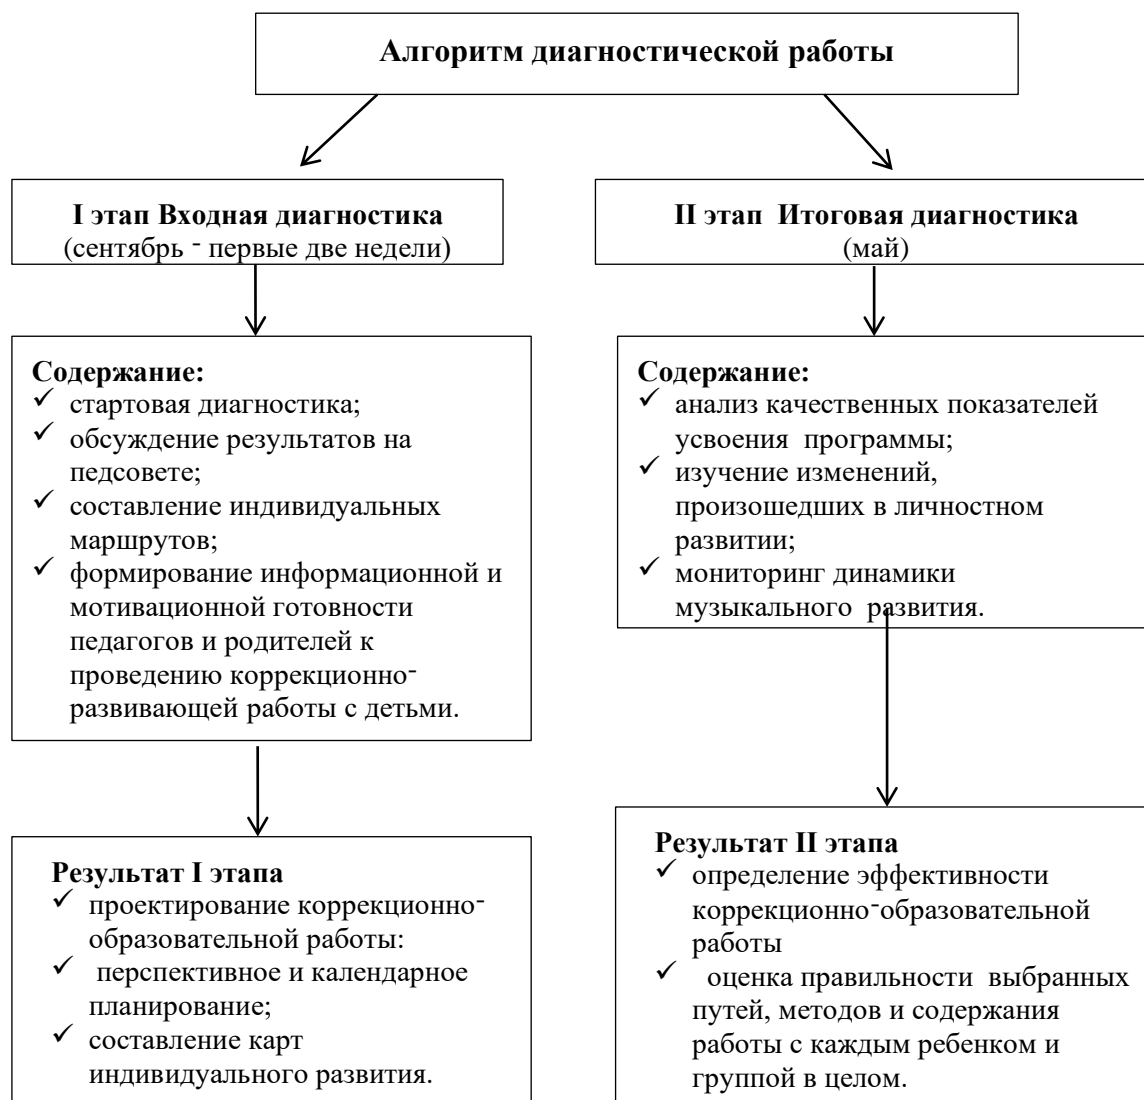 Алгоритм диагностической работы
I этап Входная диагностика
(сентябрь - первые две недели)
Содержание:
✓ стартовая диагностика;
✓ обсуждение результатов на
педсовете;
✓ составление индивидуальных
маршрутов;
✓ формирование информационной и
мотивационной готовности
педагогов и родителей к
проведению коррекционно-
развивающей работы с детьми.
Результат I этапа
✓ проектирование коррекционно-
образовательной работы:
✓ перспективное и календарное
планирование;
✓ составление карт
индивидуального развития.
II этап Итоговая диагностика
(май)
Содержание:
✓ анализ качественных показателей
усвоения программы;
✓ изучение изменений,
произошедших в личностном
развитии;
✓ мониторинг динамики
музыкального развития.
Результат II этапа
✓ определение эффективности
коррекционно-образовательной
работы
✓ оценка правильности выбранных
путей, методов и содержания
работы с каждым ребенком и
группой в целом.